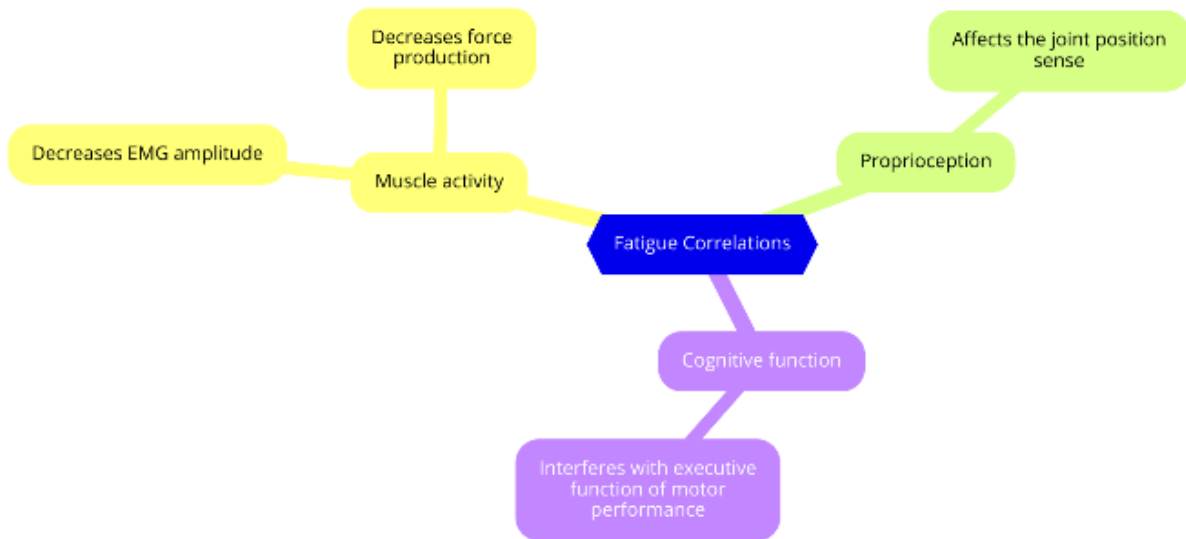 Decreases force
production
Affects the joint position
sense
Decreases EMG amplitude
Muscle activity
Proprioception
Fatigue Correlations
Cognitive function
Interferes with executive
function of motor
performance